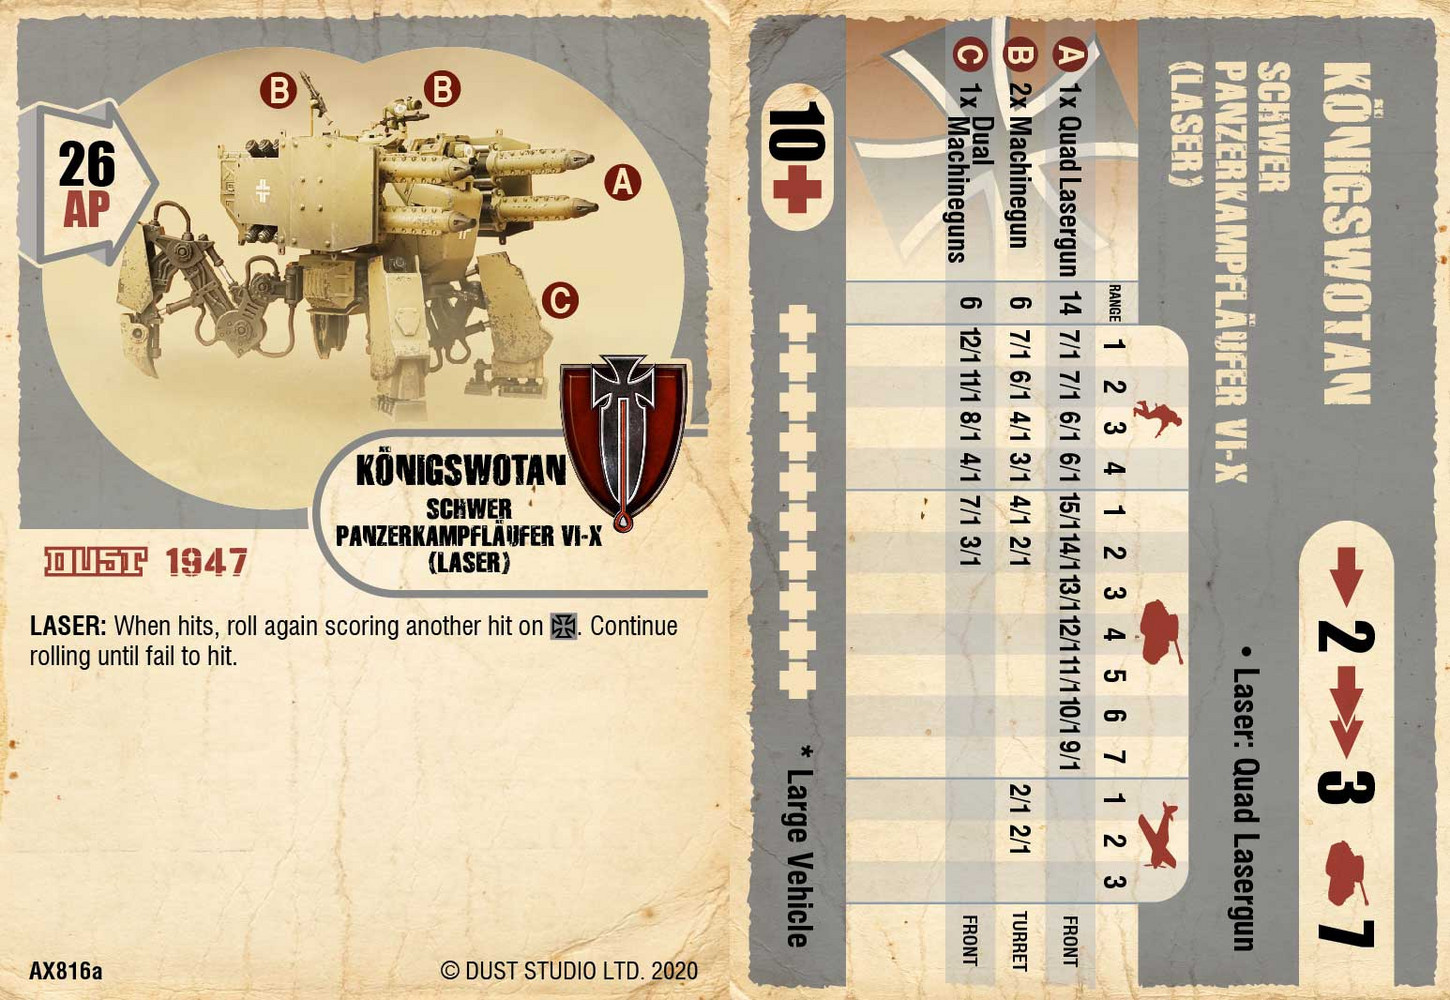 B
B
26
AP
A
C
KÖNIGSWOTAN
SCHWER
PANZERKAMPFLÄUFER VI-X
(LASER)
DUST 1947
LASER: When hits, roll again scoring another hit on . Continue
rolling until fail to hit.
AX816a
© DUST STUDIO LTD. 2020
KÖNIGSWOTAN
SCHWER
PANZERKAMPFLÄUFER VI-X
(LASER)
2 3 7
• Laser: Quad Lasergun
RANGE 1 2 3 4 1 2 3 4 5 6 7 1 2 3
A 1x Quad Lasergun 14 7/1 7/1 6/1 6/1 15/1 14/1 13/1 12/1 11/1 10/1 9/1 FRONT
B 2x Machinegun 6 7/1 6/1 4/1 3/1 4/1 2/1 2/1 2/1 TURRET
C 1x Dual
Machineguns 6 12/1 11/1 8/1 4/1 7/1 3/1 FRONT
10
* Large Vehicle